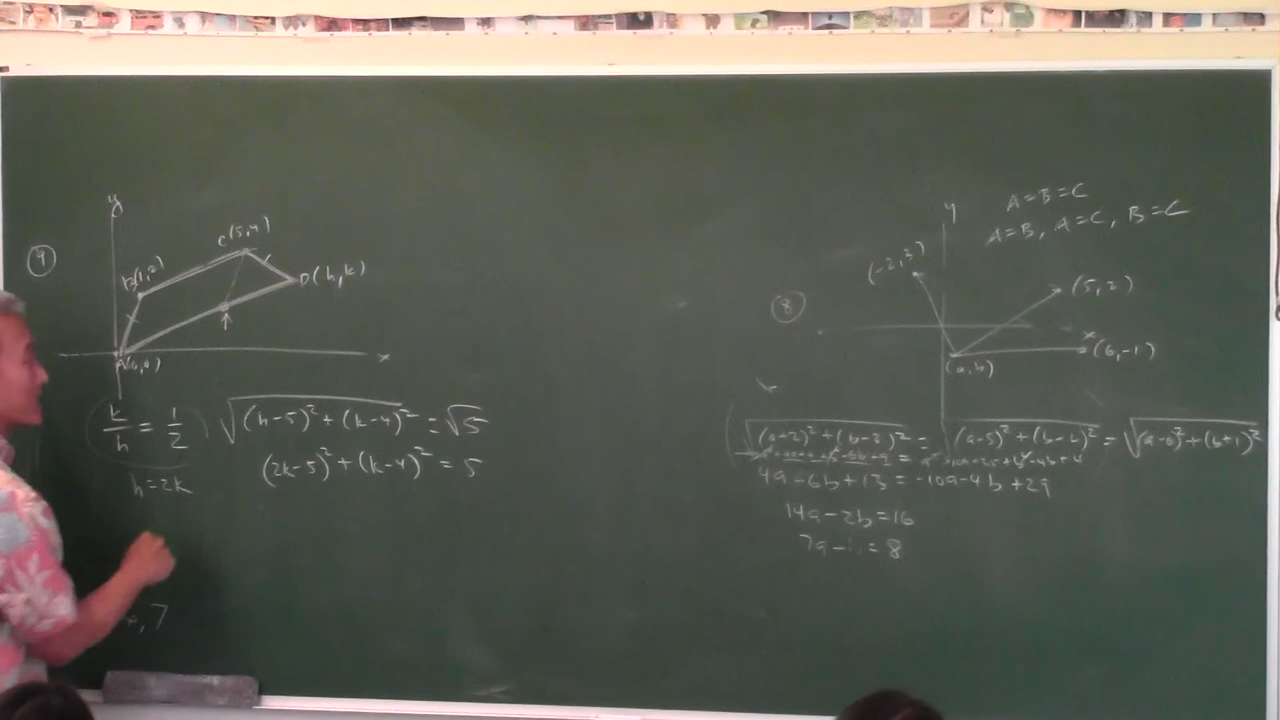 ⑨
y
C(5,4)
B(1,2)
D(h,k)
A(0,0)
x
k/h = 1/2
√((h-5)² + (k-4)²) = √5
h=2k
(2k-5)² + (k-4)² = 5
, 7
⑧
A=B=C
A=B, A=C, B=C
y
(-2,3)
(5,2)
x
(6,-1)
(a,b)
√((a+2)² + (b-3)²) = √((a-5)² + (b-2)²) = √((a-6)² + (b+1)²)
4a-6b+13 = -10a-4b+29
14a-2b=16
7a-b=8